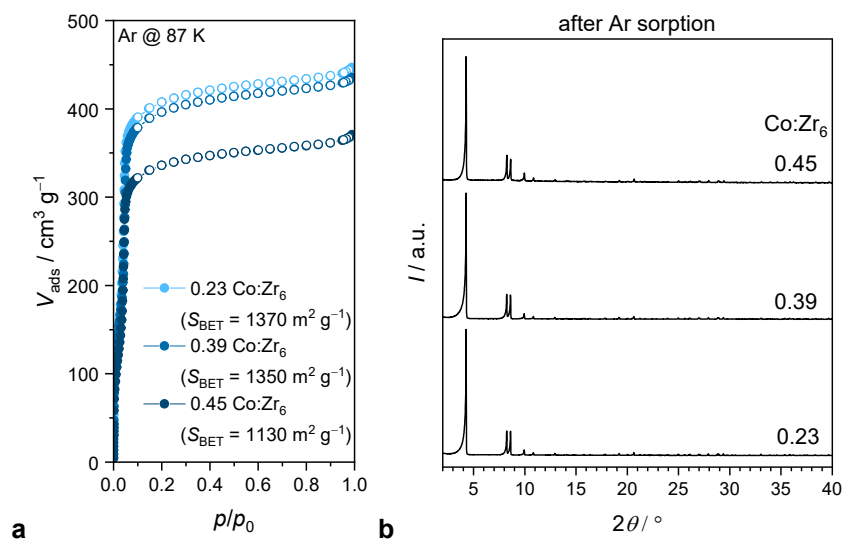 Ar @ 87 K
500
400
300
200
100
0
V_ads / cm³ g⁻¹
0.23 Co:Zr₆
(S_BET = 1370 m² g⁻¹)
0.39 Co:Zr₆
(S_BET = 1350 m² g⁻¹)
0.45 Co:Zr₆
(S_BET = 1130 m² g⁻¹)
0.0 0.2 0.4 0.6 0.8 1.0
p/p₀
a
after Ar sorption
Co:Zr₆
0.45
0.39
0.23
I / a.u.
5 10 15 20 25 30 35 40
2θ / °
b